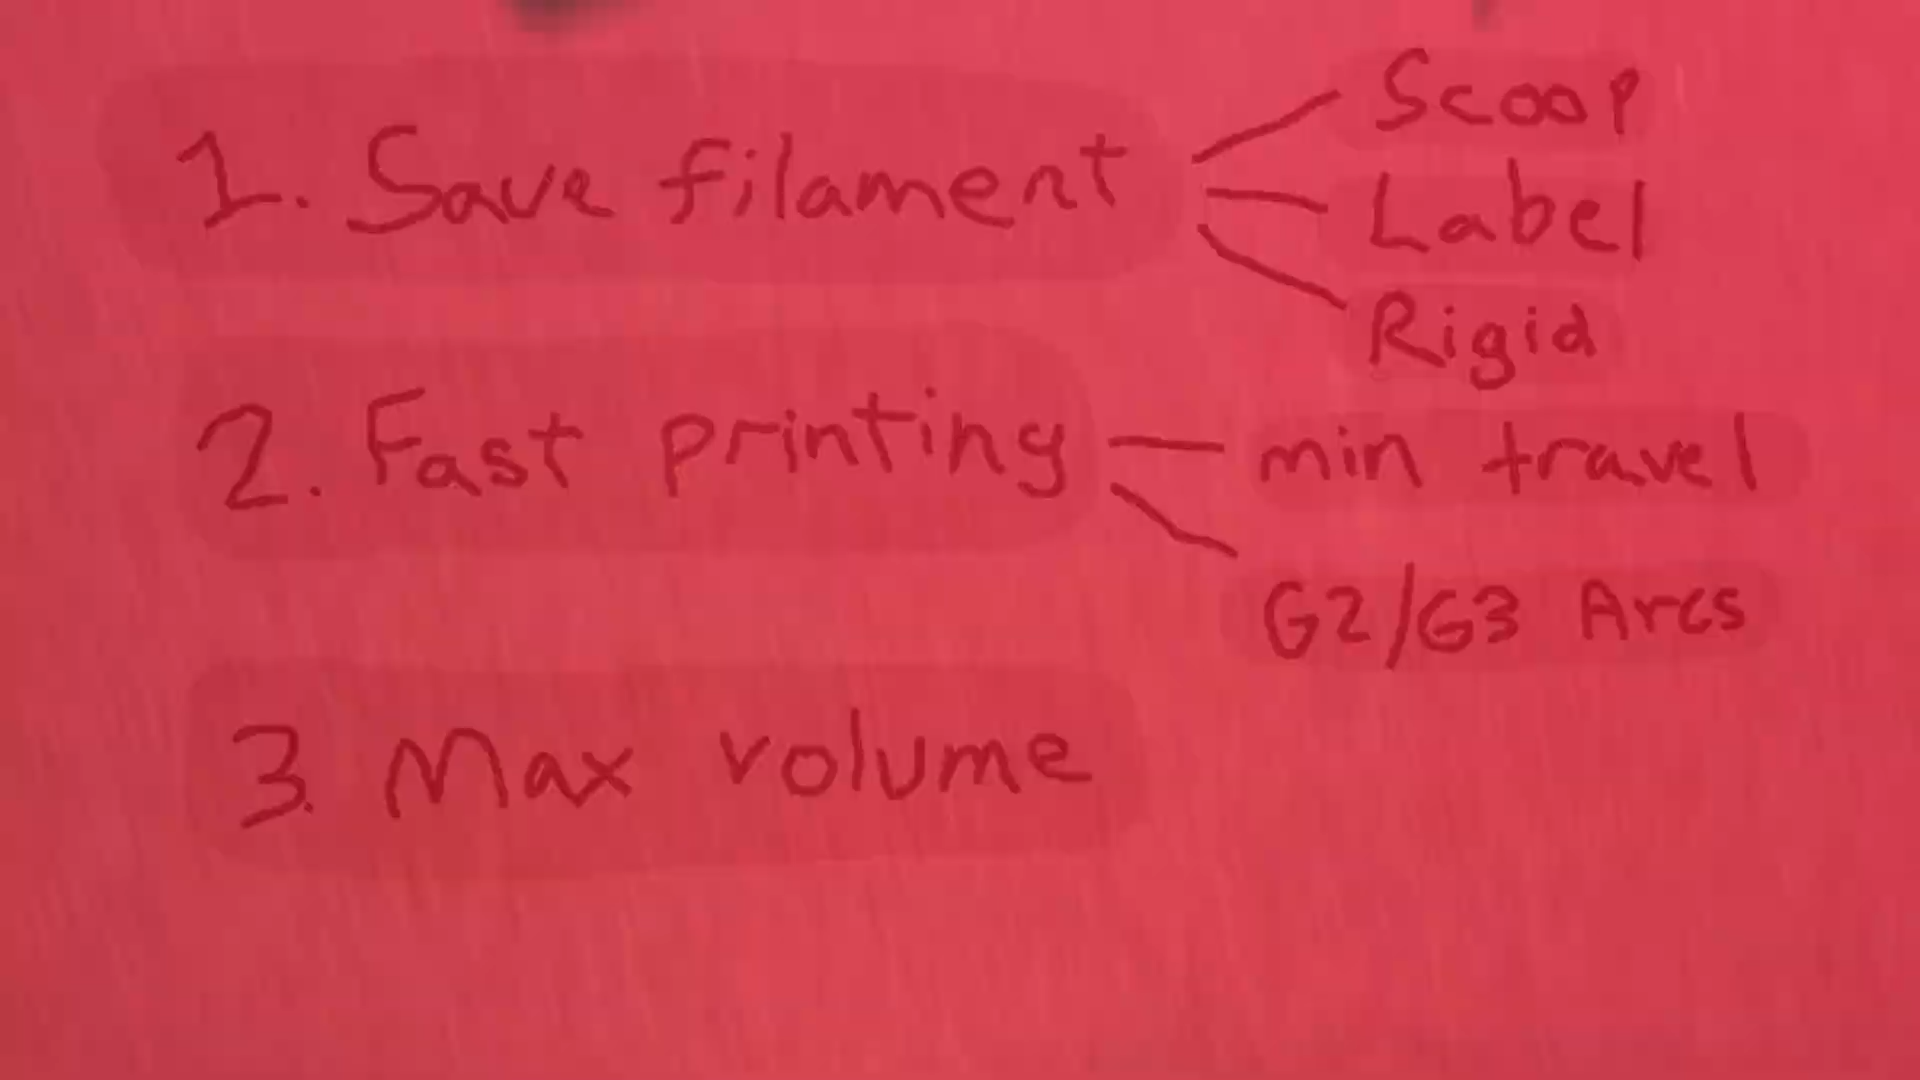 1. Save filament
Scoop
Label
Rigid
2. Fast printing
min travel
G2/G3 Arcs
3. Max volume